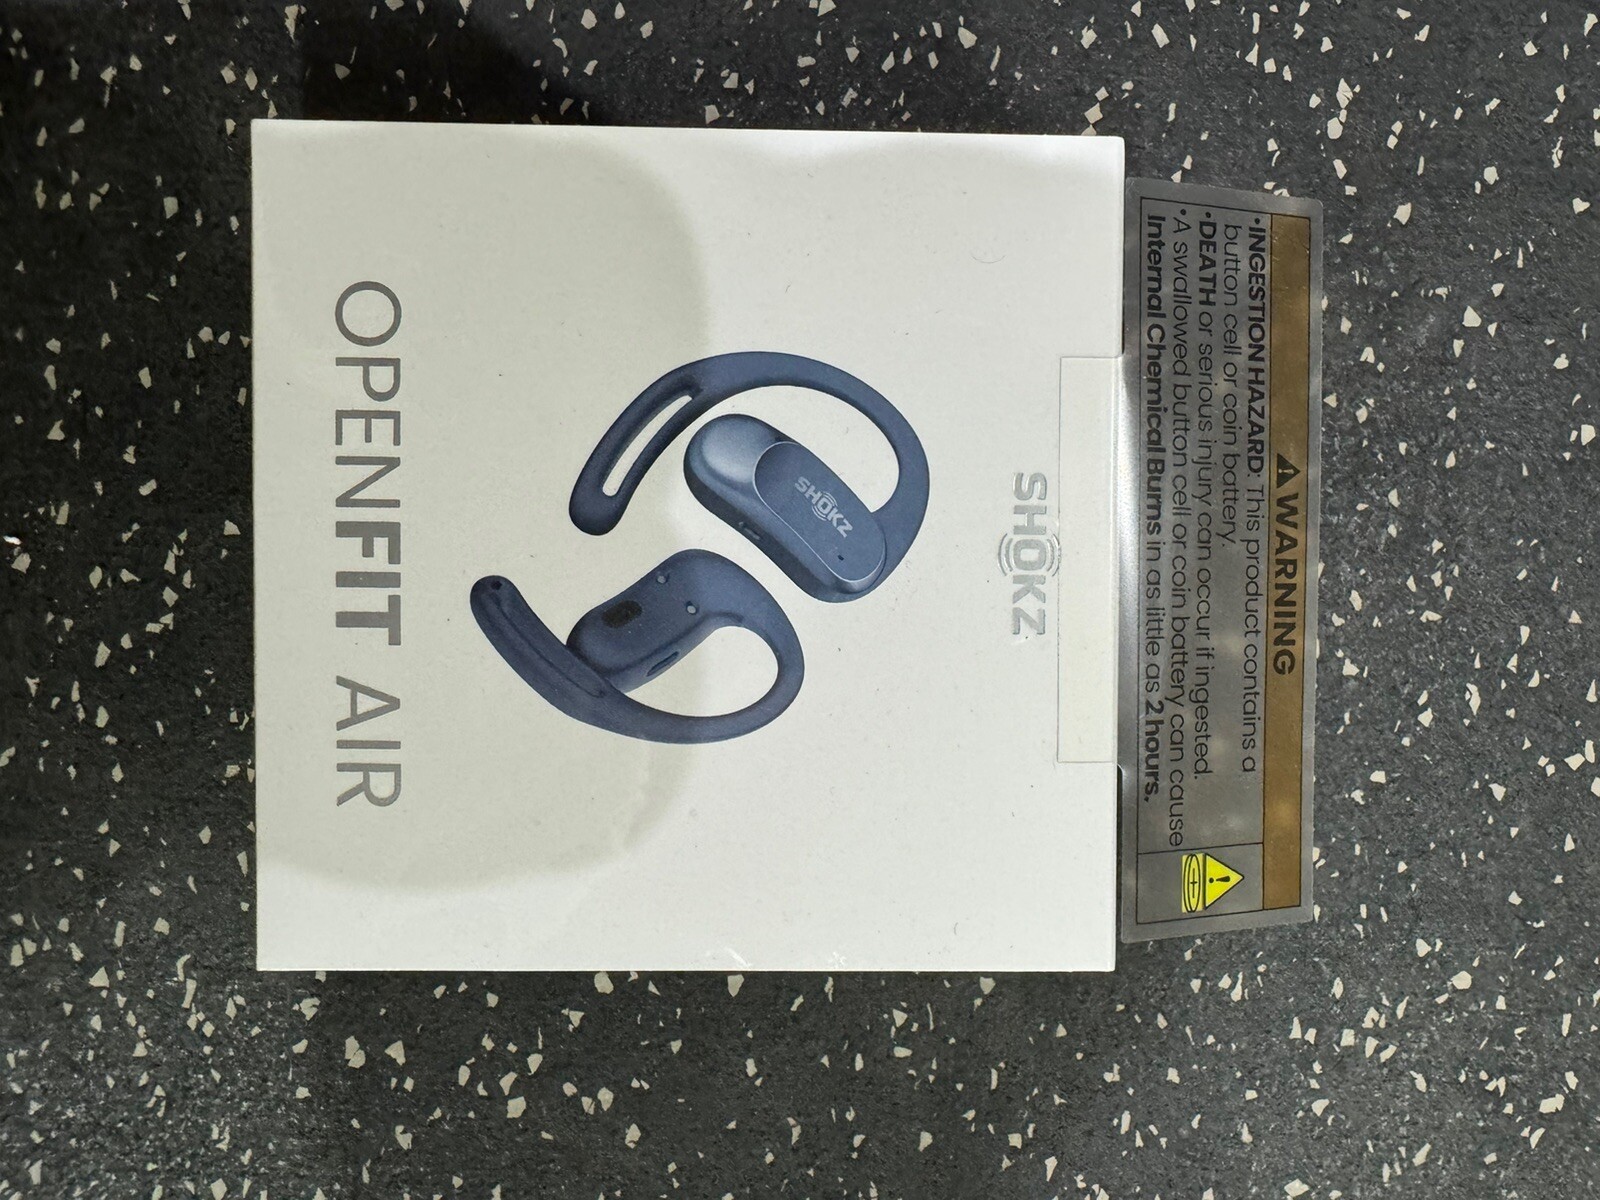 ⚠WARNING
•INGESTION HAZARD: This product contains a
button cell or coin battery.
•DEATH or serious injury can occur if ingested.
•A swallowed button cell or coin battery can cause
Internal Chemical Burns in as little as 2 hours.
SHOKZ
SHOKZ
OPENFIT AIR